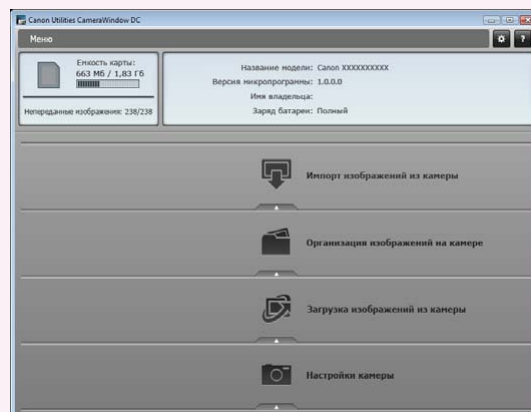 Canon Utilities CameraWindow DC
Меню
?
Емкость карты:
663 Мб / 1,83 Гб
Непереданные изображения: 238/238
Название модели: Canon XXXXXXXXXX
Версия микропрограммы: 1.0.0.0
Имя владельца:
Заряд батареи: Полный
Импорт изображений из камеры
Организация изображений на камере
Загрузка изображений из камеры
Настройки камеры